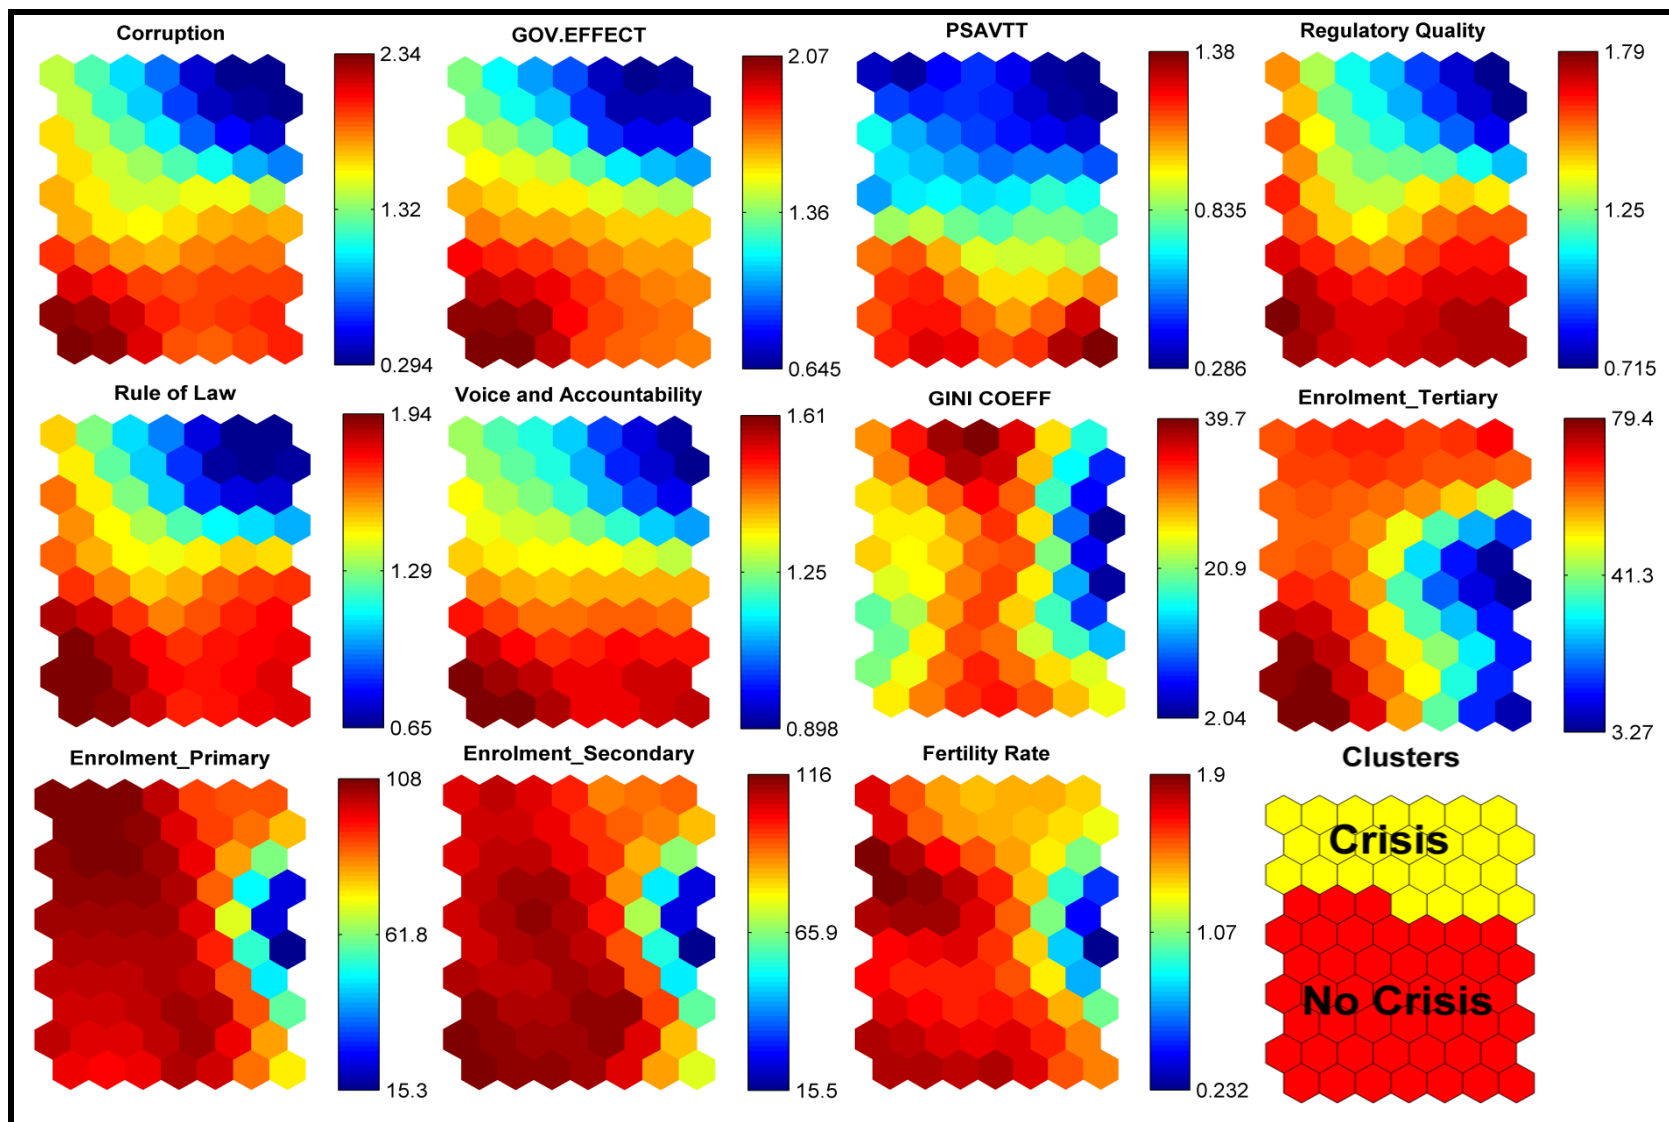 Corruption
2.34
1.32
0.294
GOV.EFFECT
2.07
1.36
0.645
PSAVTT
1.38
0.835
0.286
Regulatory Quality
1.79
1.25
0.715
Rule of Law
1.94
1.29
0.65
Voice and Accountability
1.61
1.25
0.898
GINI COEFF
39.7
20.9
2.04
Enrolment_Tertiary
79.4
41.3
3.27
Enrolment_Primary
108
61.8
15.3
Enrolment_Secondary
116
65.9
15.5
Fertility Rate
1.9
1.07
0.232
Clusters
Crisis
No Crisis